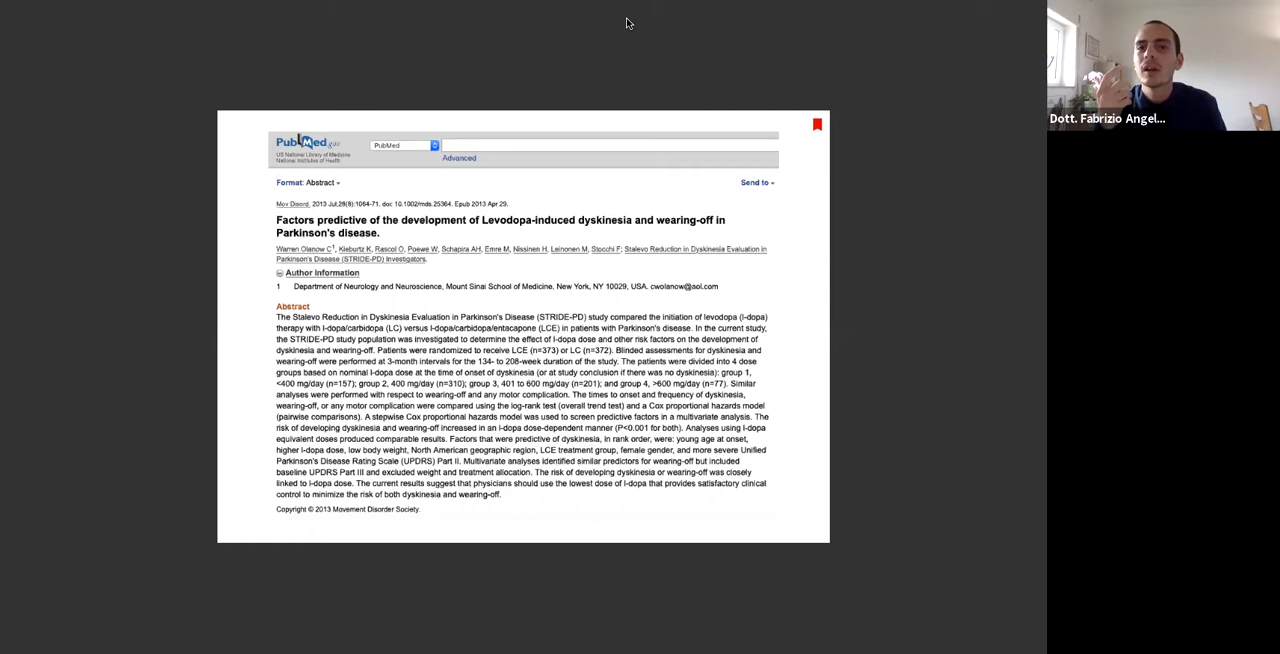 PubMed.gov
US National Library of Medicine
National Institutes of Health
PubMed
Advanced
Format: Abstract
Send to
Mov Disord. 2013 Jul;28(8):1064-71. doi: 10.1002/mds.25364. Epub 2013 Apr 29.
Factors predictive of the development of Levodopa-induced dyskinesia and wearing-off in
Parkinson's disease.
Warren Olanow C1, Kieburtz K, Rascol O, Poewe W, Schapira AH, Emre M, Nissinen H, Leinonen M, Stocchi F; Stalevo Reduction in Dyskinesia Evaluation in
Parkinson's Disease (STRIDE-PD) Investigators.
Author information
1 Department of Neurology and Neuroscience, Mount Sinai School of Medicine, New York, NY 10029, USA. cwolanow@aol.com
Abstract
The Stalevo Reduction in Dyskinesia Evaluation in Parkinson's Disease (STRIDE-PD) study compared the initiation of levodopa (l-dopa)
therapy with l-dopa/carbidopa (LC) versus l-dopa/carbidopa/entacapone (LCE) in patients with Parkinson's disease. In the current study,
the STRIDE-PD study population was investigated to determine the effect of l-dopa dose and other risk factors on the development of
dyskinesia and wearing-off. Patients were randomized to receive LCE (n=373) or LC (n=372). Blinded assessments for dyskinesia and
wearing-off were performed at 3-month intervals for the 134- to 208-week duration of the study. The patients were divided into 4 dose
groups based on nominal l-dopa dose at the time of onset of dyskinesia (or at study conclusion if there was no dyskinesia): group 1,
<400 mg/day (n=157); group 2, 400 mg/day (n=310); group 3, 401 to 600 mg/day (n=201); and group 4, >600 mg/day (n=77). Similar
analyses were performed with respect to wearing-off and any motor complication. The times to onset and frequency of dyskinesia,
wearing-off, or any motor complication were compared using the log-rank test (overall trend test) and a Cox proportional hazards model
(pairwise comparisons). A stepwise Cox proportional hazards model was used to screen predictive factors in a multivariate analysis. The
risk of developing dyskinesia and wearing-off increased in an l-dopa dose-dependent manner (P<0.001 for both). Analyses using l-dopa
equivalent doses produced comparable results. Factors that were predictive of dyskinesia, in rank order, were: young age at onset,
higher l-dopa dose, low body weight, North American geographic region, LCE treatment group, female gender, and more severe Unified
Parkinson's Disease Rating Scale (UPDRS) Part II. Multivariate analyses identified similar predictors for wearing-off but included
baseline UPDRS Part III and excluded weight and treatment allocation. The risk of developing dyskinesia or wearing-off was closely
linked to l-dopa dose. The current results suggest that physicians should use the lowest dose of l-dopa that provides satisfactory clinical
control to minimize the risk of both dyskinesia and wearing-off.
Copyright © 2013 Movement Disorder Society.
Dott. Fabrizio Angel...